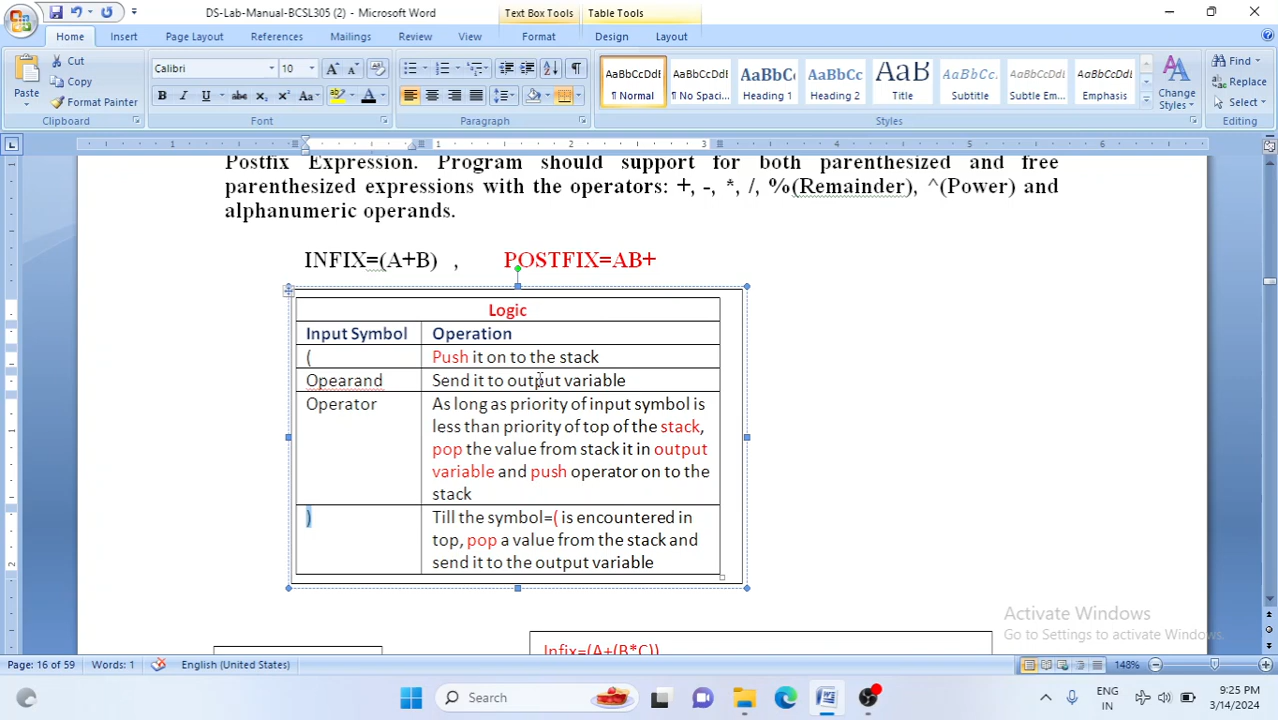 DS-Lab-Manual-BCSL305 (2) - Microsoft Word
Text Box Tools
Table Tools
Home
Insert
Page Layout
References
Mailings
Review
View
Format
Design
Layout
Paste
Cut
Copy
Format Painter
Clipboard
Calibri
10
Font
Paragraph
AaBbCcDdE
¶ Normal
AaBbCcDdE
¶ No Spaci...
AaBbCc
Heading 1
AaBbCc
Heading 2
AaB
Title
AaBbCc.
Subtitle
AaBbCcDdE
Subtle Em...
AaBbCcDdE
Emphasis
Change
Styles
Styles
Find
Replace
Select
Editing
Postfix Expression. Program should support for both parenthesized and free
parenthesized expressions with the operators: +, -, *, /, %(Remainder), ^(Power) and
alphanumeric operands.
INFIX=(A+B) , POSTFIX=AB+
Logic
Input Symbol Operation
( Push it on to the stack
Opearand Send it to output variable
Operator As long as priority of input symbol is
less than priority of top of the stack,
pop the value from stack it in output
variable and push operator on to the
stack
) Till the symbol=( is encountered in
top, pop a value from the stack and
send it to the output variable
Infix=(A+(B*C))
Activate Windows
Go to Settings to activate Windows.
Page: 16 of 59
Words: 1
English (United States)
148%
Search
ENG
IN
9:25 PM
3/14/2024